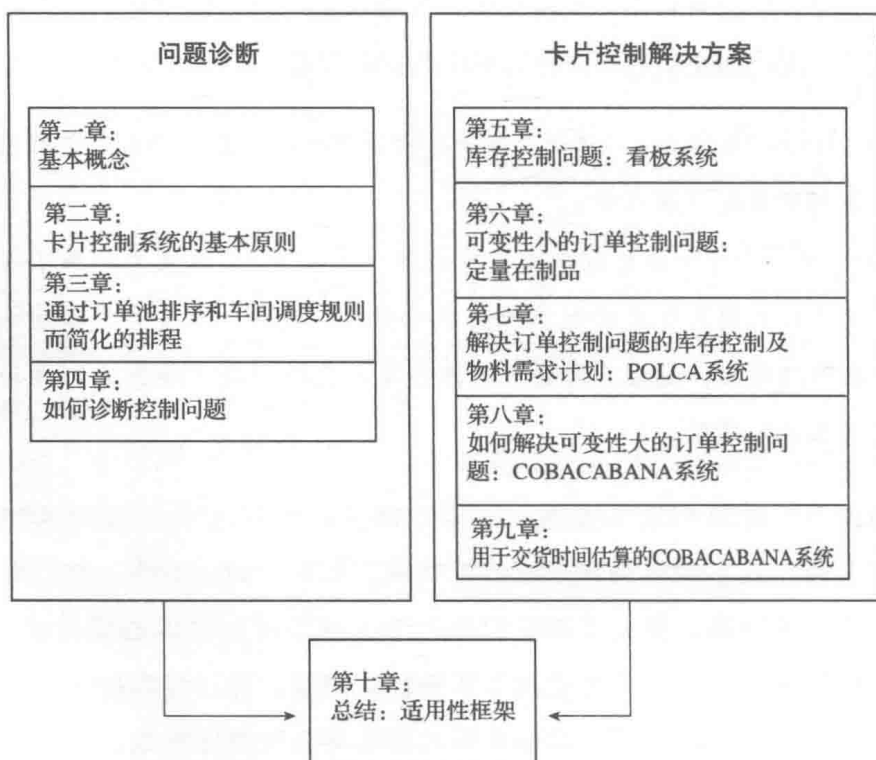 问题诊断
第一章：
基本概念
第二章：
卡片控制系统的基本原则
第三章：
通过订单池排序和车间调度规则
而简化的排程
第四章：
如何诊断控制问题
卡片控制解决方案
第五章：
库存控制问题：看板系统
第六章：
可变性小的订单控制问题：
定量在制品
第七章：
解决订单控制问题的库存控制及
物料需求计划：POLCA系统
第八章：
如何解决可变性大的订单控制问
题：COBACABANA系统
第九章：
用于交货时间估算的COBACABANA系统
第十章：
总结：适用性框架